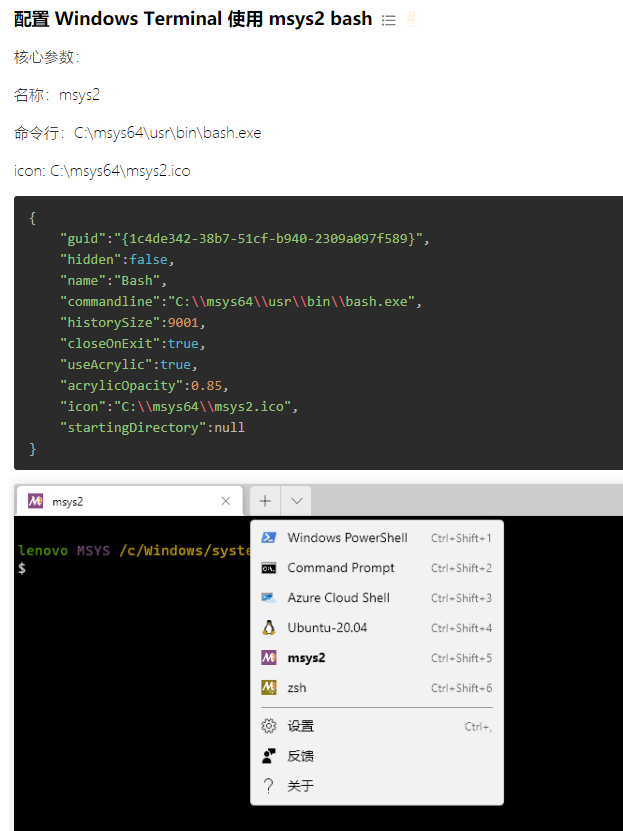 配置 Windows Terminal 使用 msys2 bash #
核心参数：
名称：msys2
命令行：C:\msys64\usr\bin\bash.exe
icon: C:\msys64\msys2.ico
{
"guid":"{1c4de342-38b7-51cf-b940-2309a097f589}",
"hidden":false,
"name":"Bash",
"commandline":"C:\\msys64\\usr\\bin\\bash.exe",
"historySize":9001,
"closeOnExit":true,
"useAcrylic":true,
"acrylicOpacity":0.85,
"icon":"C:\\msys64\\msys2.ico",
"startingDirectory":null
}
msys2
lenovo MSYS /c/Windows/syste
$
Windows PowerShell Ctrl+Shift+1
Command Prompt Ctrl+Shift+2
Azure Cloud Shell Ctrl+Shift+3
Ubuntu-20.04 Ctrl+Shift+4
msys2 Ctrl+Shift+5
zsh Ctrl+Shift+6
设置 Ctrl+,
反馈
关于